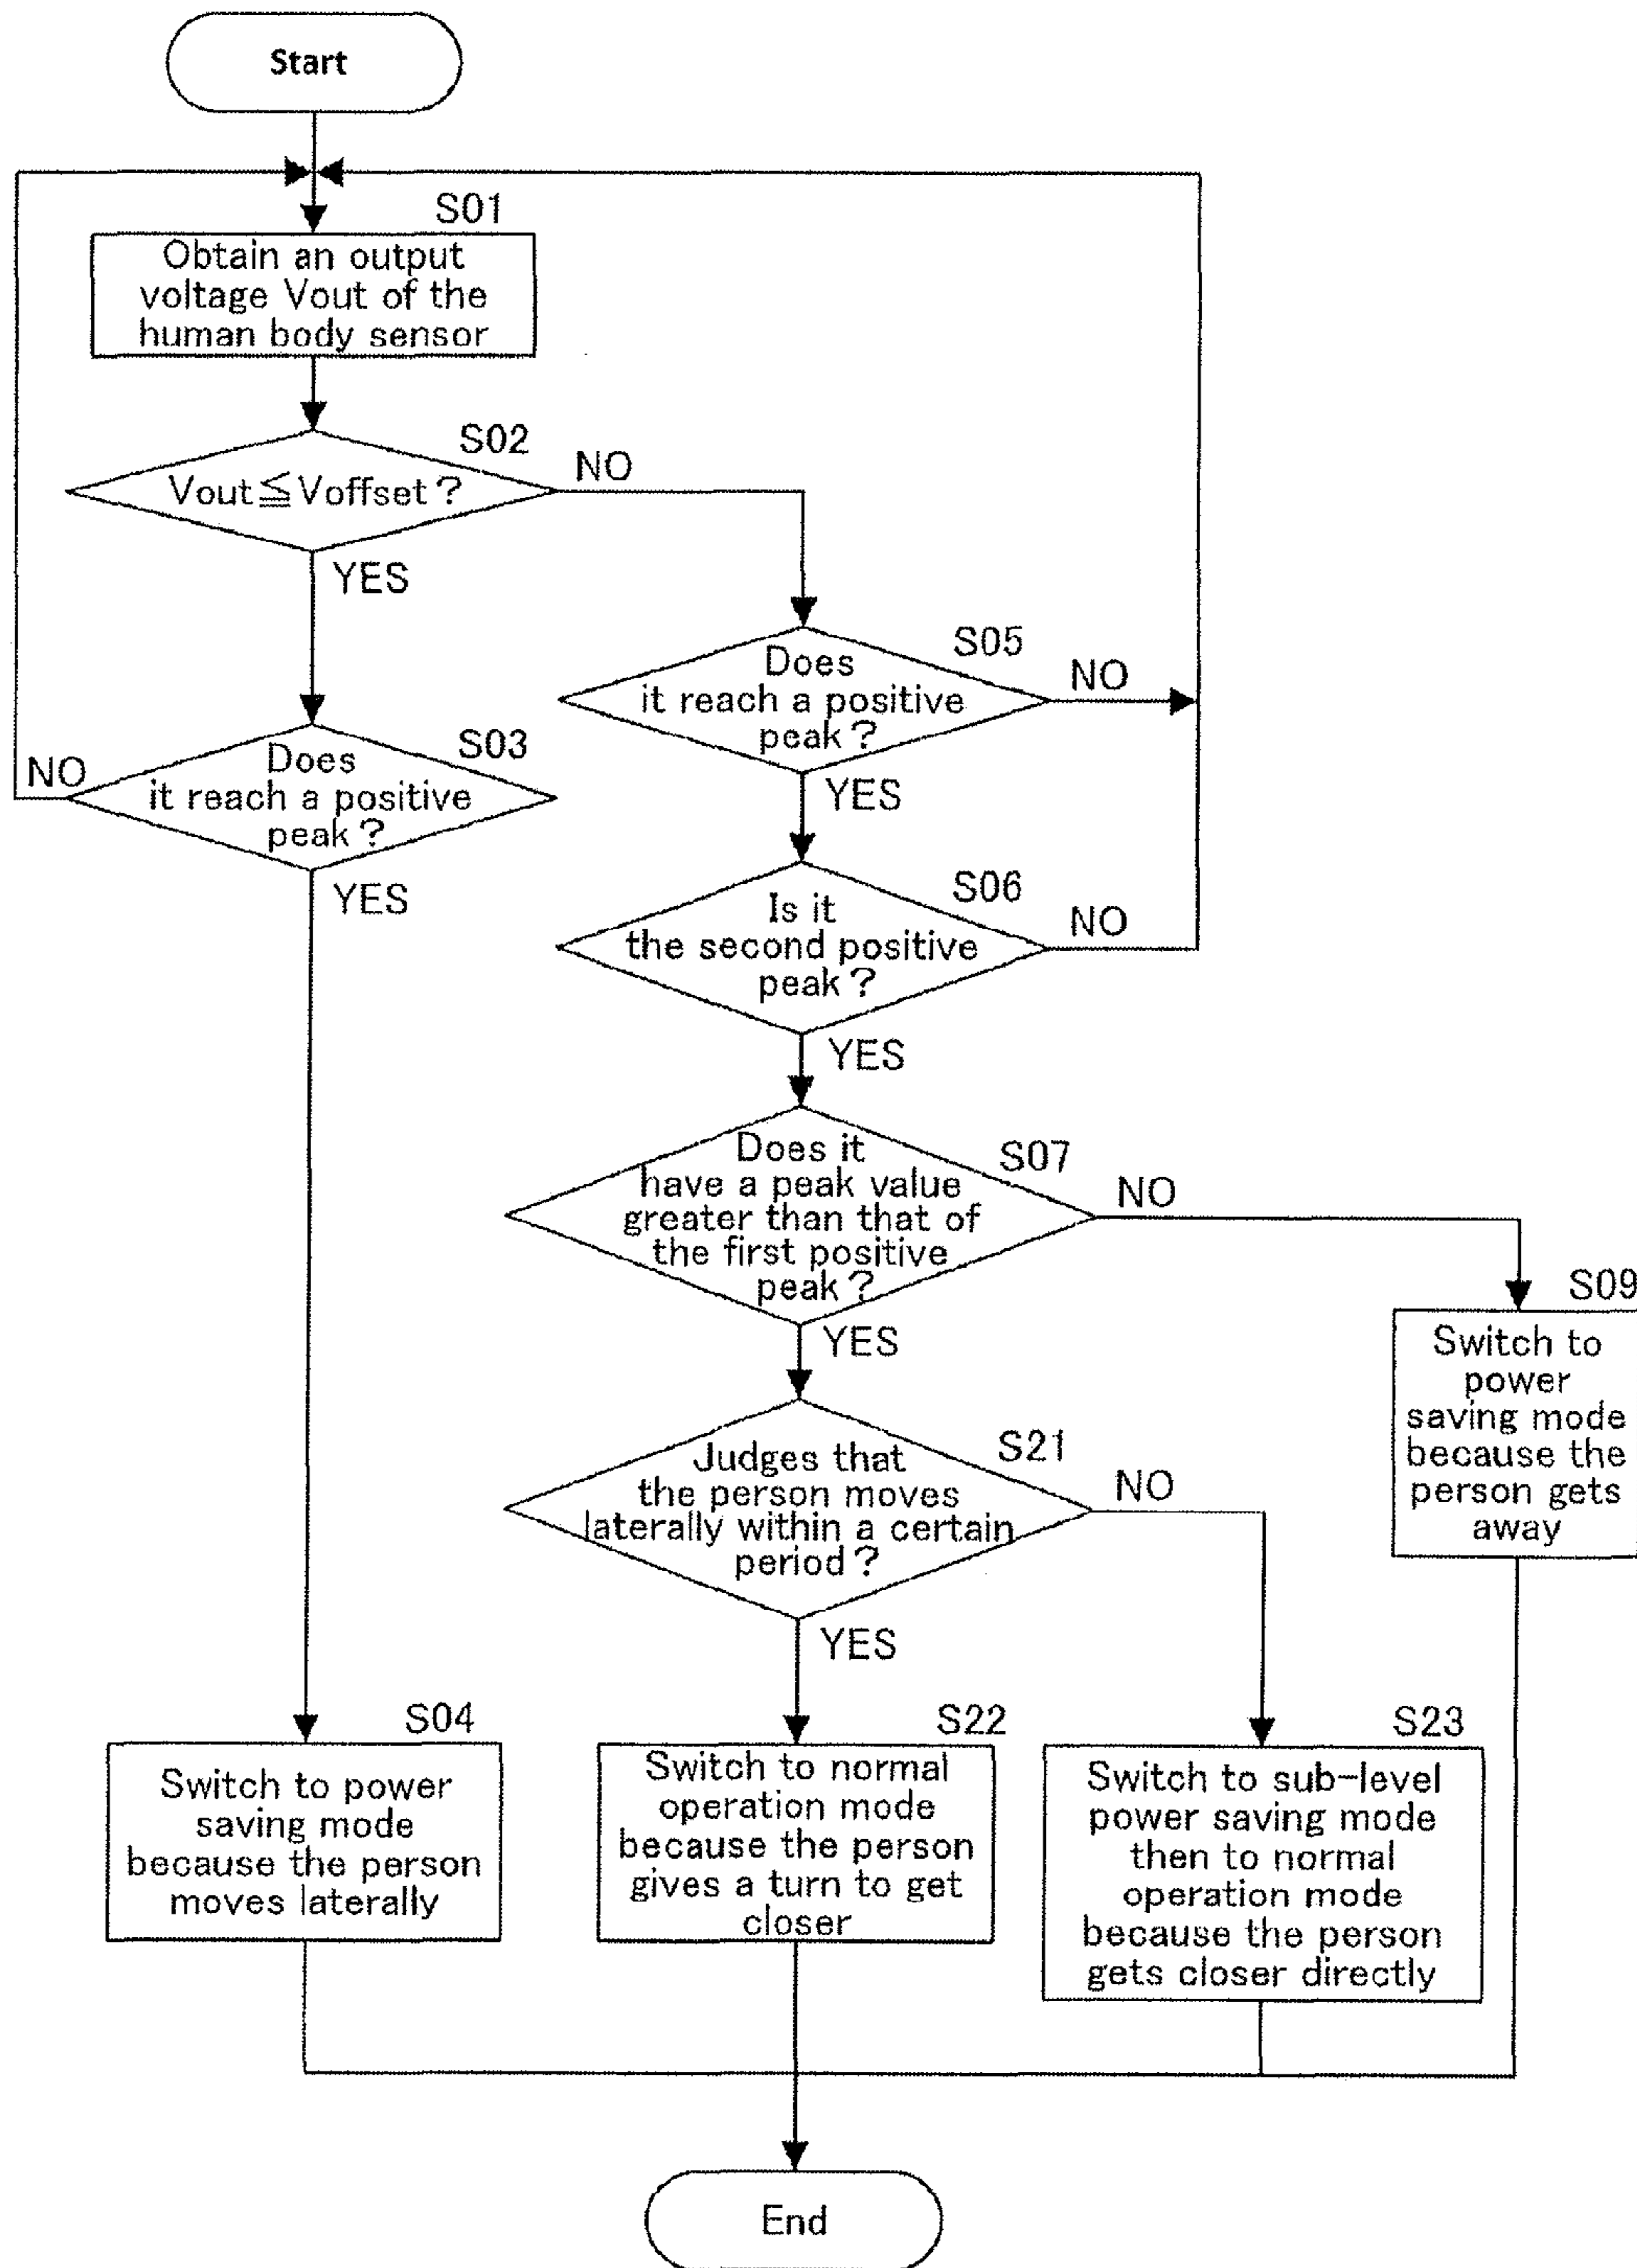 Start
S01
Obtain an output
voltage Vout of the
human body sensor
S02
Vout≦Voffset?
NO
YES
S05
Does
it reach a positive
peak?
NO
YES
S03
Does
it reach a positive
peak?
NO
YES
S06
Is it
the second positive
peak?
NO
YES
S07
Does it
have a peak value
greater than that of
the first positive
peak?
NO
YES
S09
Switch to
power
saving mode
because the
person gets
away
S21
Judges that
the person moves
laterally within a certain
period?
NO
YES
S04
Switch to power
saving mode
because the person
moves laterally
S22
Switch to normal
operation mode
because the person
gives a turn to get
closer
S23
Switch to sub-level
power saving mode
then to normal
operation mode
because the person
gets closer directly
End